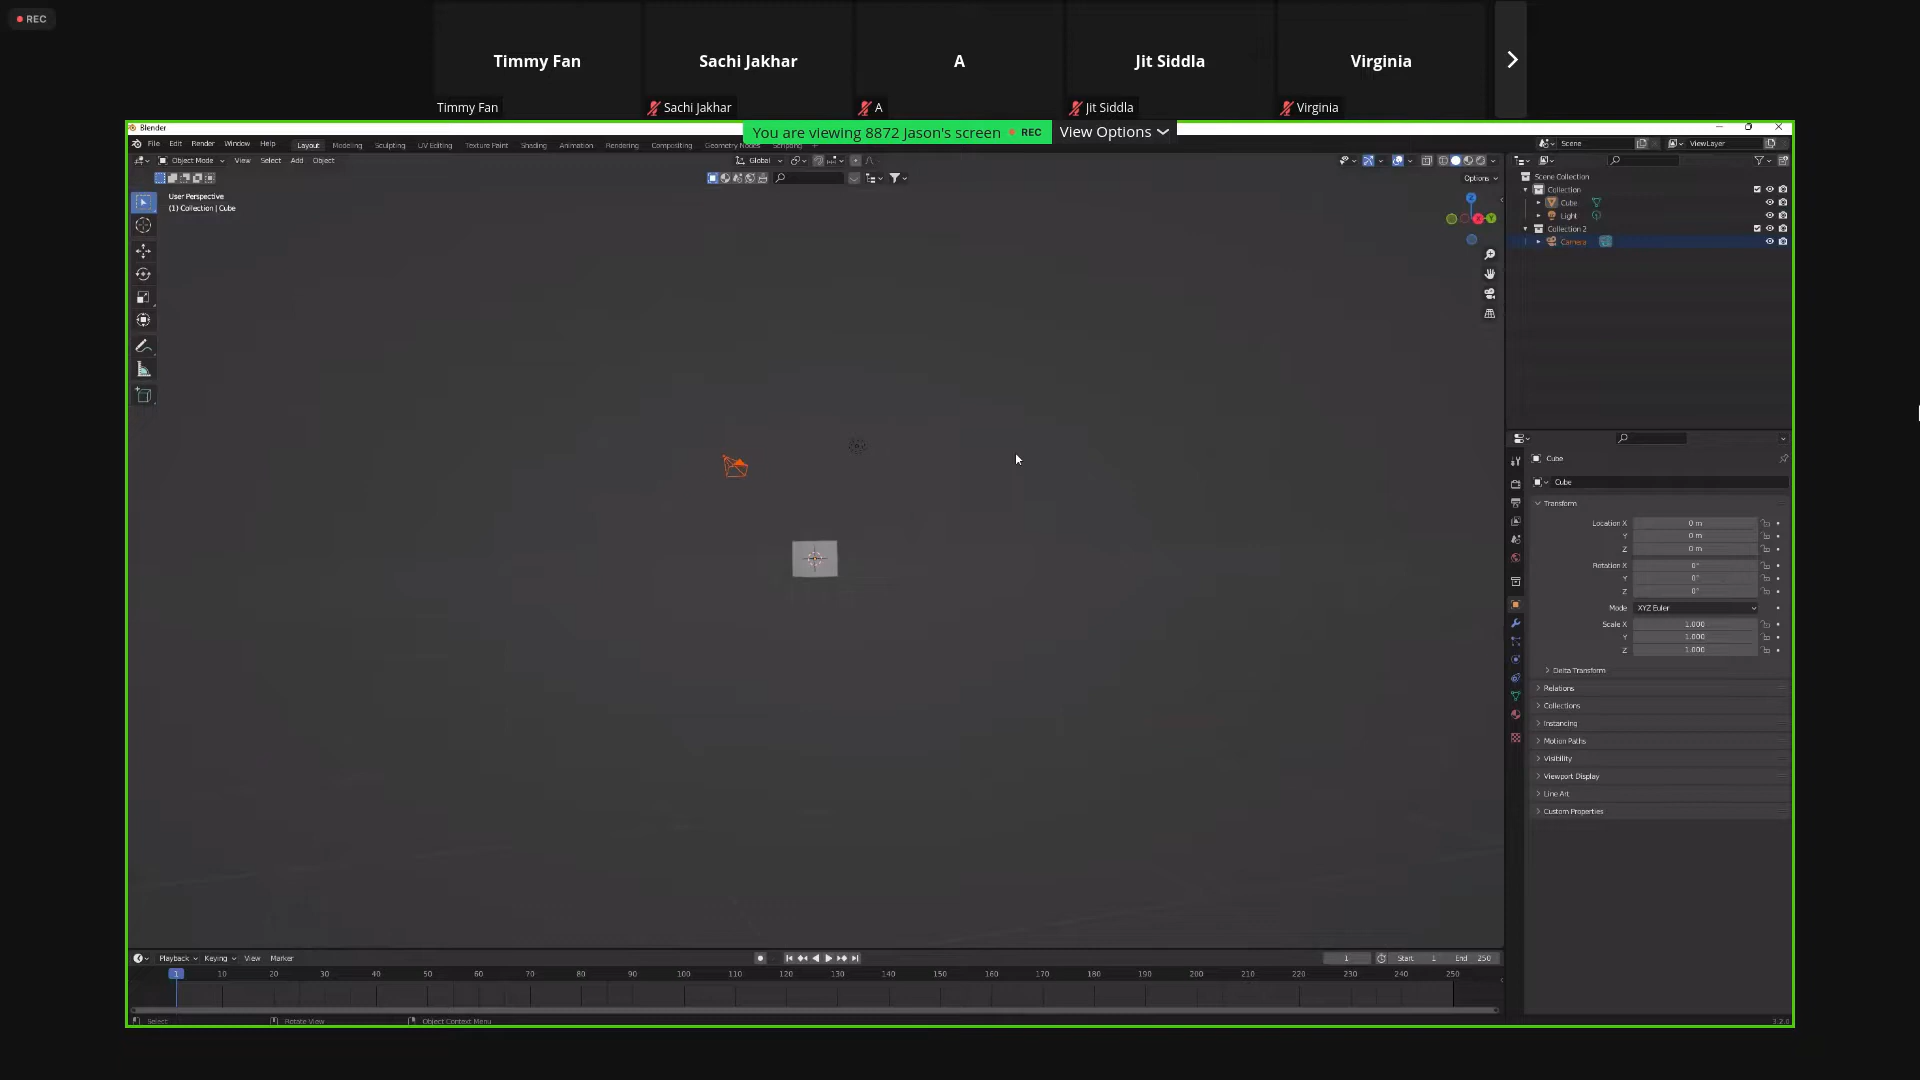 REC
Timmy Fan
Sachi Jakhar
A
Jit Siddla
Virginia
Timmy Fan
Sachi Jakhar
A
Jit Siddla
Virginia
You are viewing 8872 Jason's screen REC View Options
Blender
File Edit Render Window Help Layout Modeling Sculpting UV Editing Texture Paint Shading Animation Rendering Compositing Geometry Nodes Scripting Scene ViewLayer
Object Mode View Select Add Object Global
Options
User Perspective
(1) Collection | Cube
Z
X
Y
Scene Collection
Collection
Cube
Light
Collection 2
Camera
Cube
Cube
Transform
Location X 0 m
Y 0 m
Z 0 m
Rotation X 0°
Y 0°
Z 0°
Mode XYZ Euler
Scale X 1.000
Y 1.000
Z 1.000
Delta Transform
Relations
Collections
Instancing
Motion Paths
Visibility
Viewport Display
Line Art
Custom Properties
Playback Keying View Marker 1 Start 1 End 250
1 10 20 30 40 50 60 70 80 90 100 110 120 130 140 150 160 170 180 190 200 210 220 230 240 250
Select Rotate View Object Context Menu 3.2.0